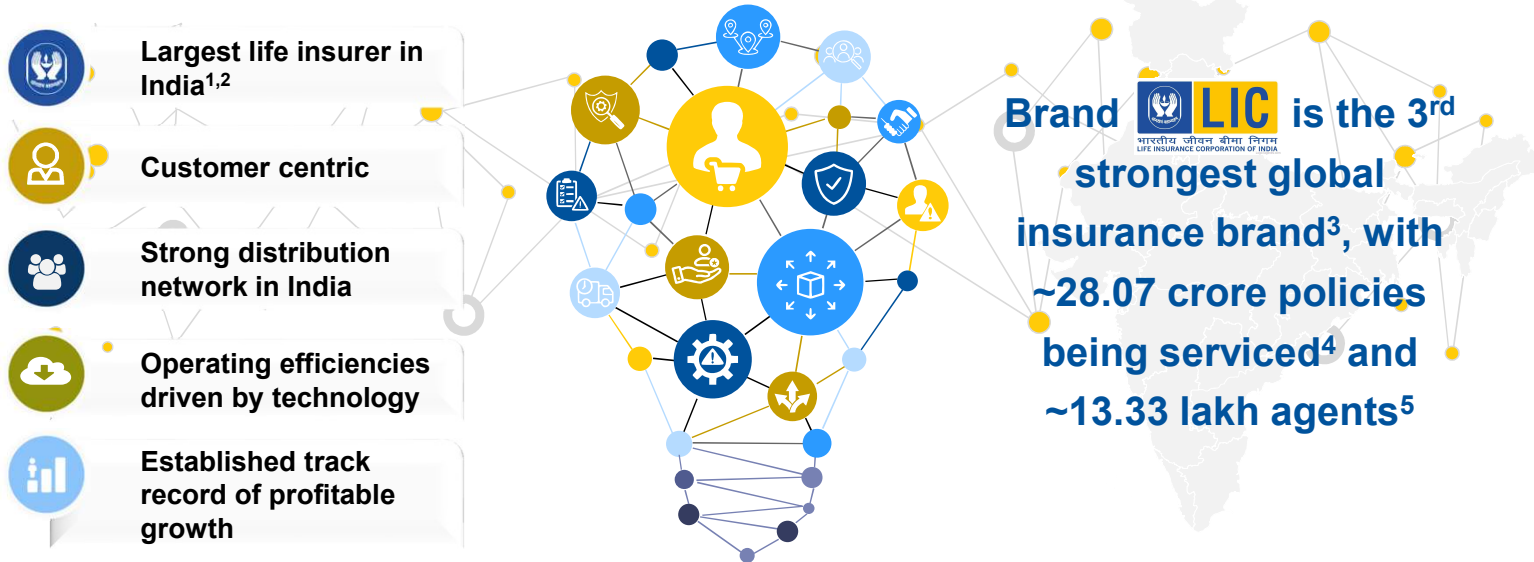 Largest life insurer in
India1,2
Customer centric
Strong distribution
network in India
Operating efficiencies
driven by technology
Established track
record of profitable
growth
Brand LIC is the 3rd
भारतीय जीवन बीमा निगम
LIFE INSURANCE CORPORATION OF INDIA
strongest global
insurance brand3, with
~28.07 crore policies
being serviced4 and
~13.33 lakh agents5